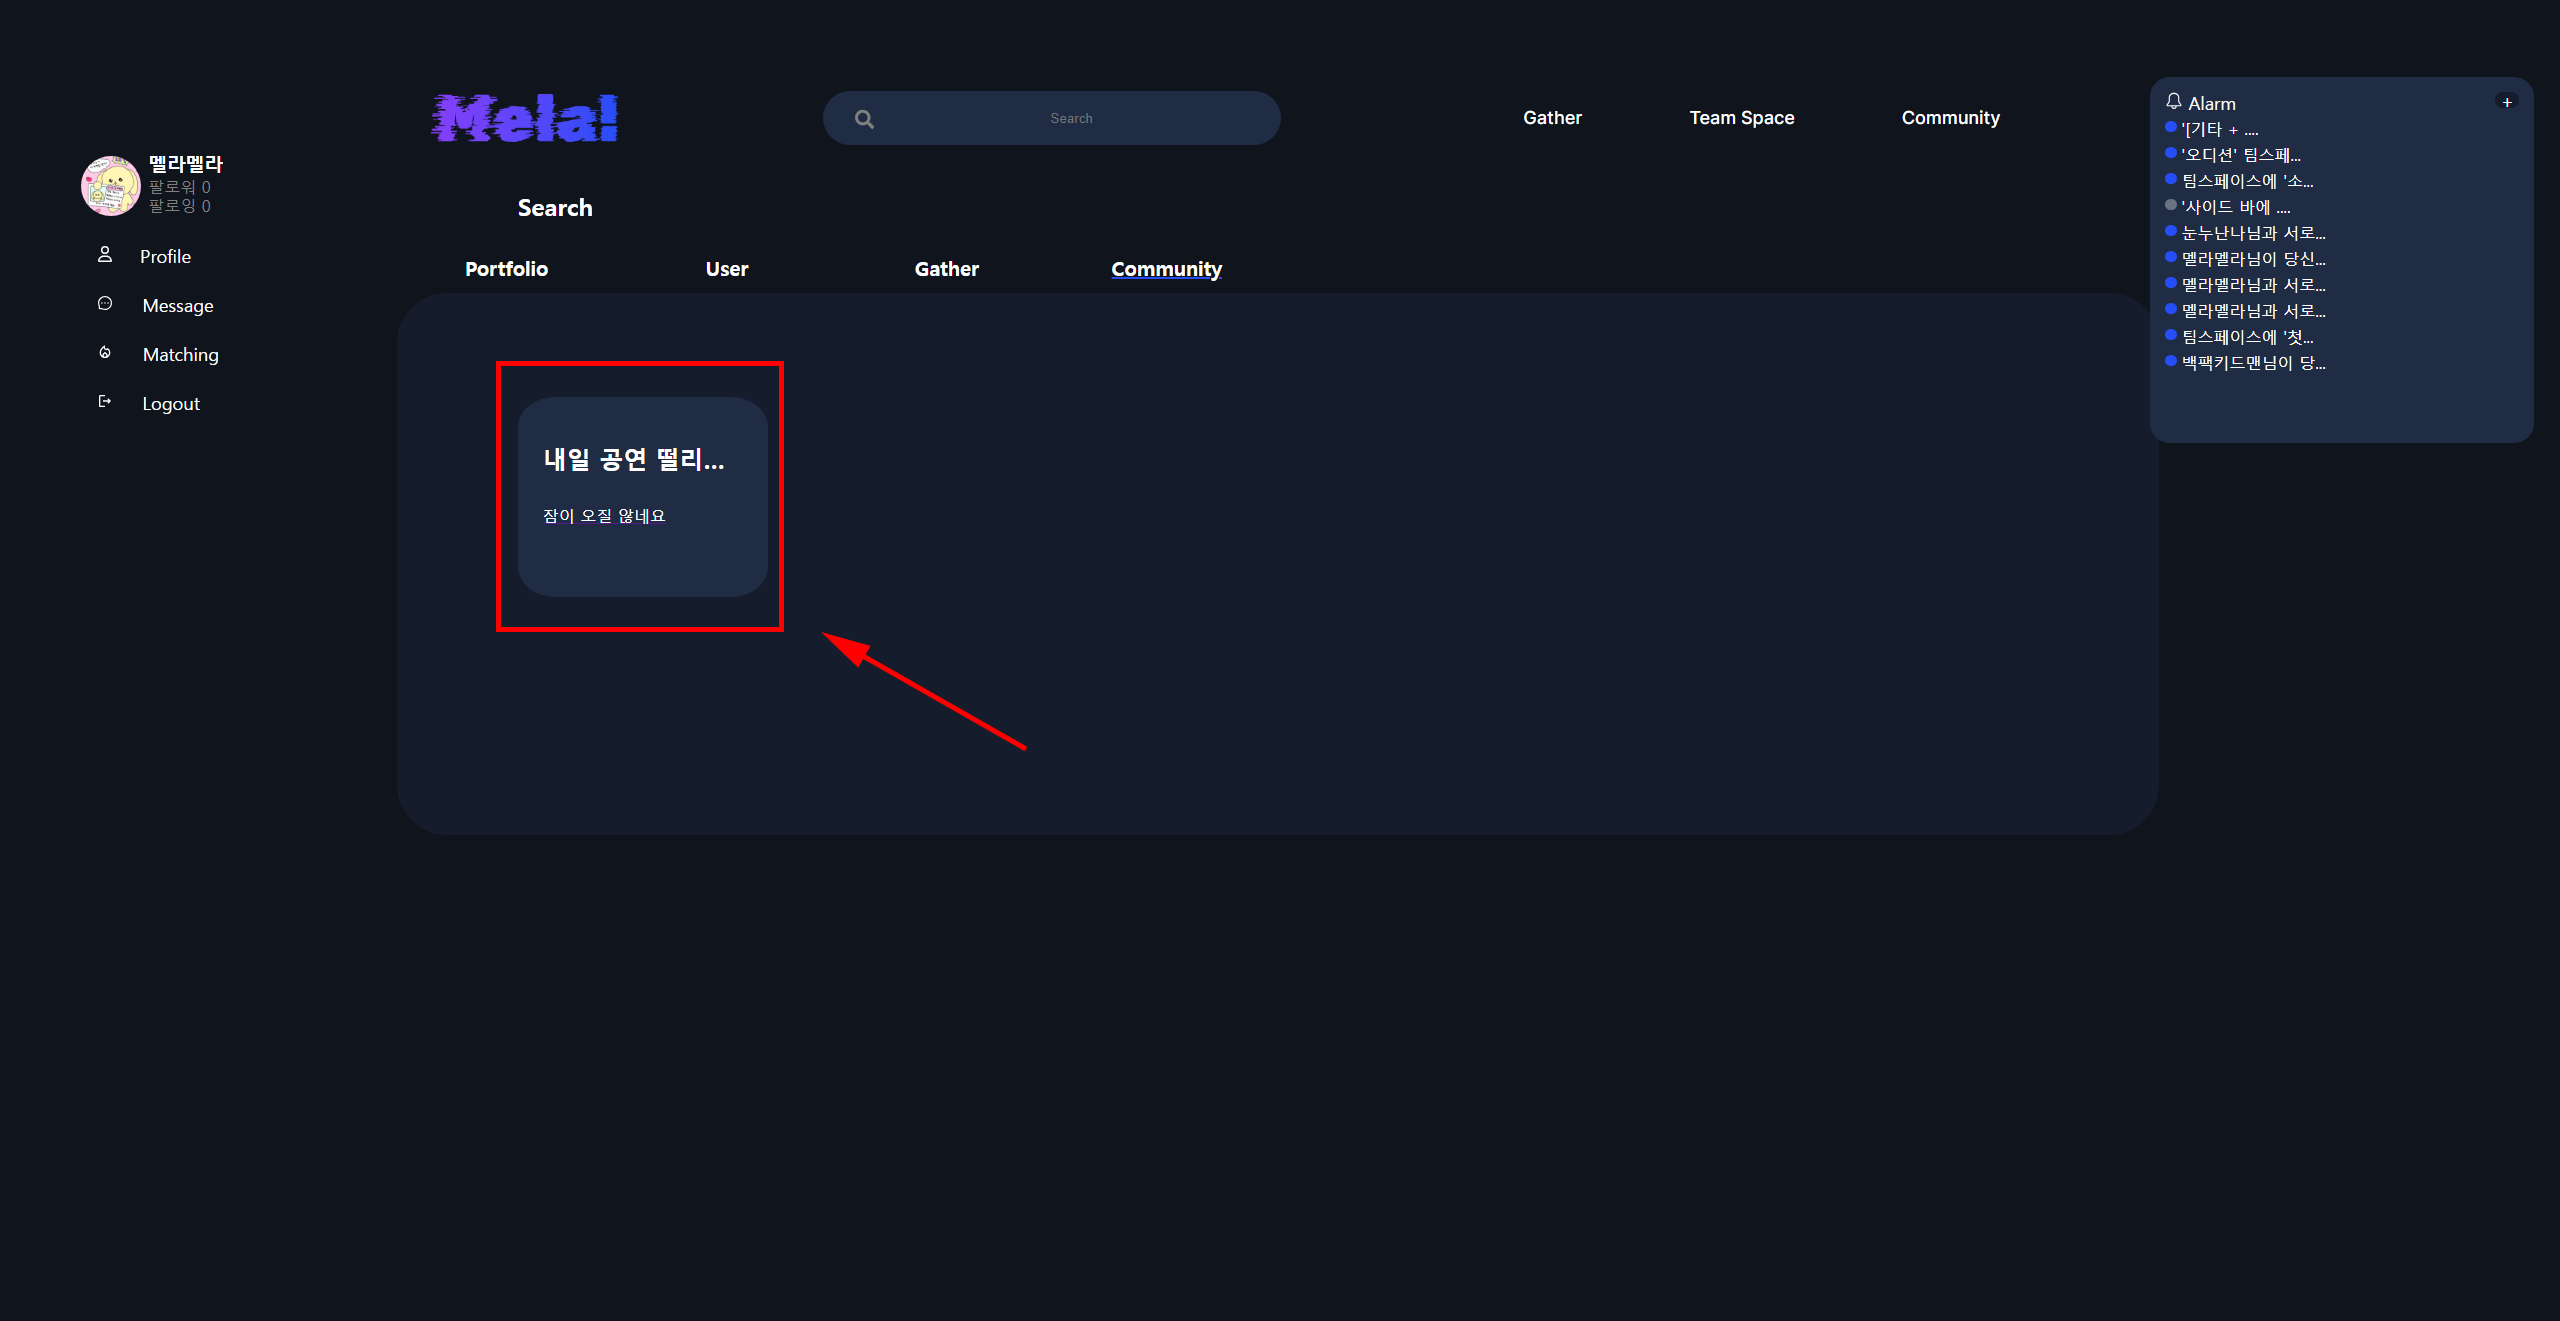 Mela!
Search
Gather
Team Space
Community
멜라멜라
팔로워 0
팔로잉 0
Profile
Message
Matching
Logout
Search
Portfolio
User
Gather
Community
내일 공연 떨리...
잠이 오질 않네요
Alarm
+
'[기타 + ....
'오디션' 팀스페...
팀스페이스에 '소...
'사이드 바에 ....
눈누난나님과 서로...
멜라멜라님이 당신...
멜라멜라님과 서로...
멜라멜라님과 서로...
팀스페이스에 '첫...
백팩키드맨님이 당...